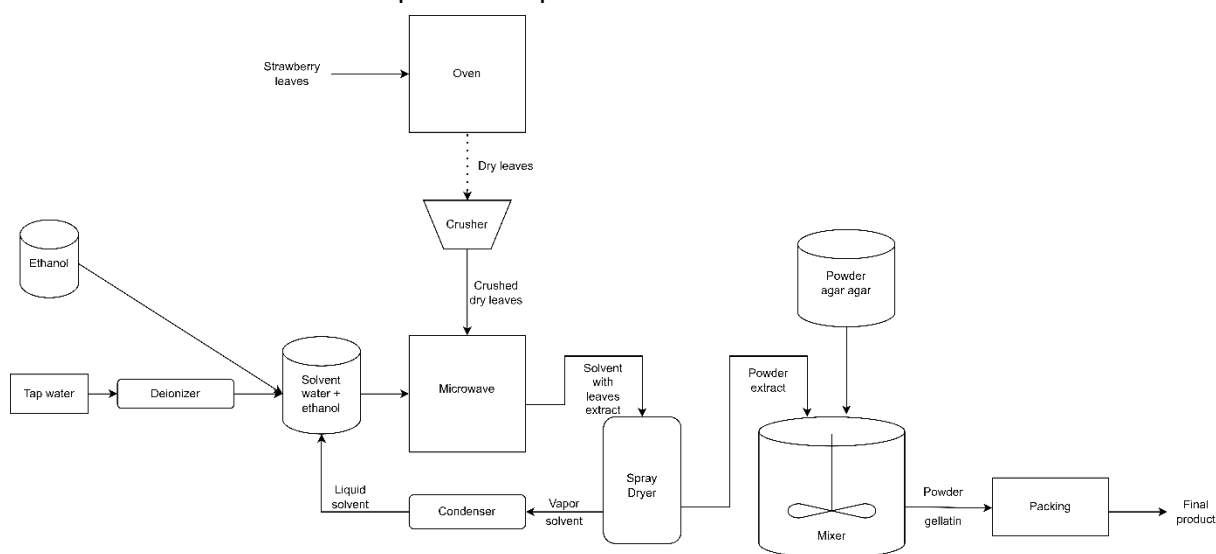 Strawberry
leaves
Oven
Dry leaves
Crusher
Ethanol
Crushed
dry leaves
Powder
agar agar
Tap water
Deionizer
Solvent
water +
ethanol
Microwave
Solvent
with
leaves
extract
Powder
extract
Spray
Dryer
Liquid
solvent
Condenser
Vapor
solvent
Mixer
Powder
gellatin
Packing
Final
product